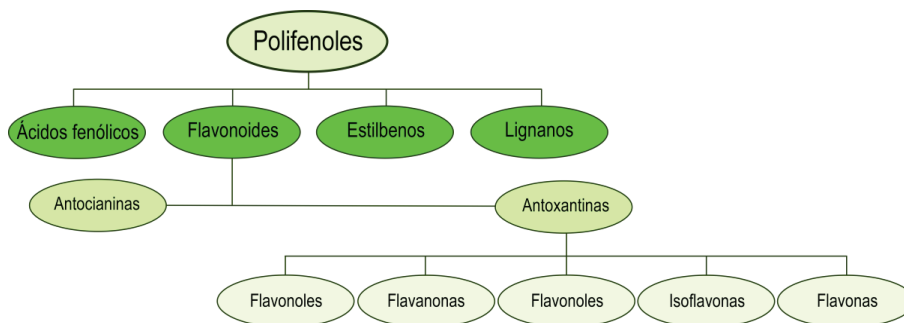 Polifenoles
Ácidos fenólicos
Flavonoides
Estilbenos
Lignanos
Antocianinas
Antoxantinas
Flavonoles
Flavanonas
Flavonoles
Isoflavonas
Flavonas